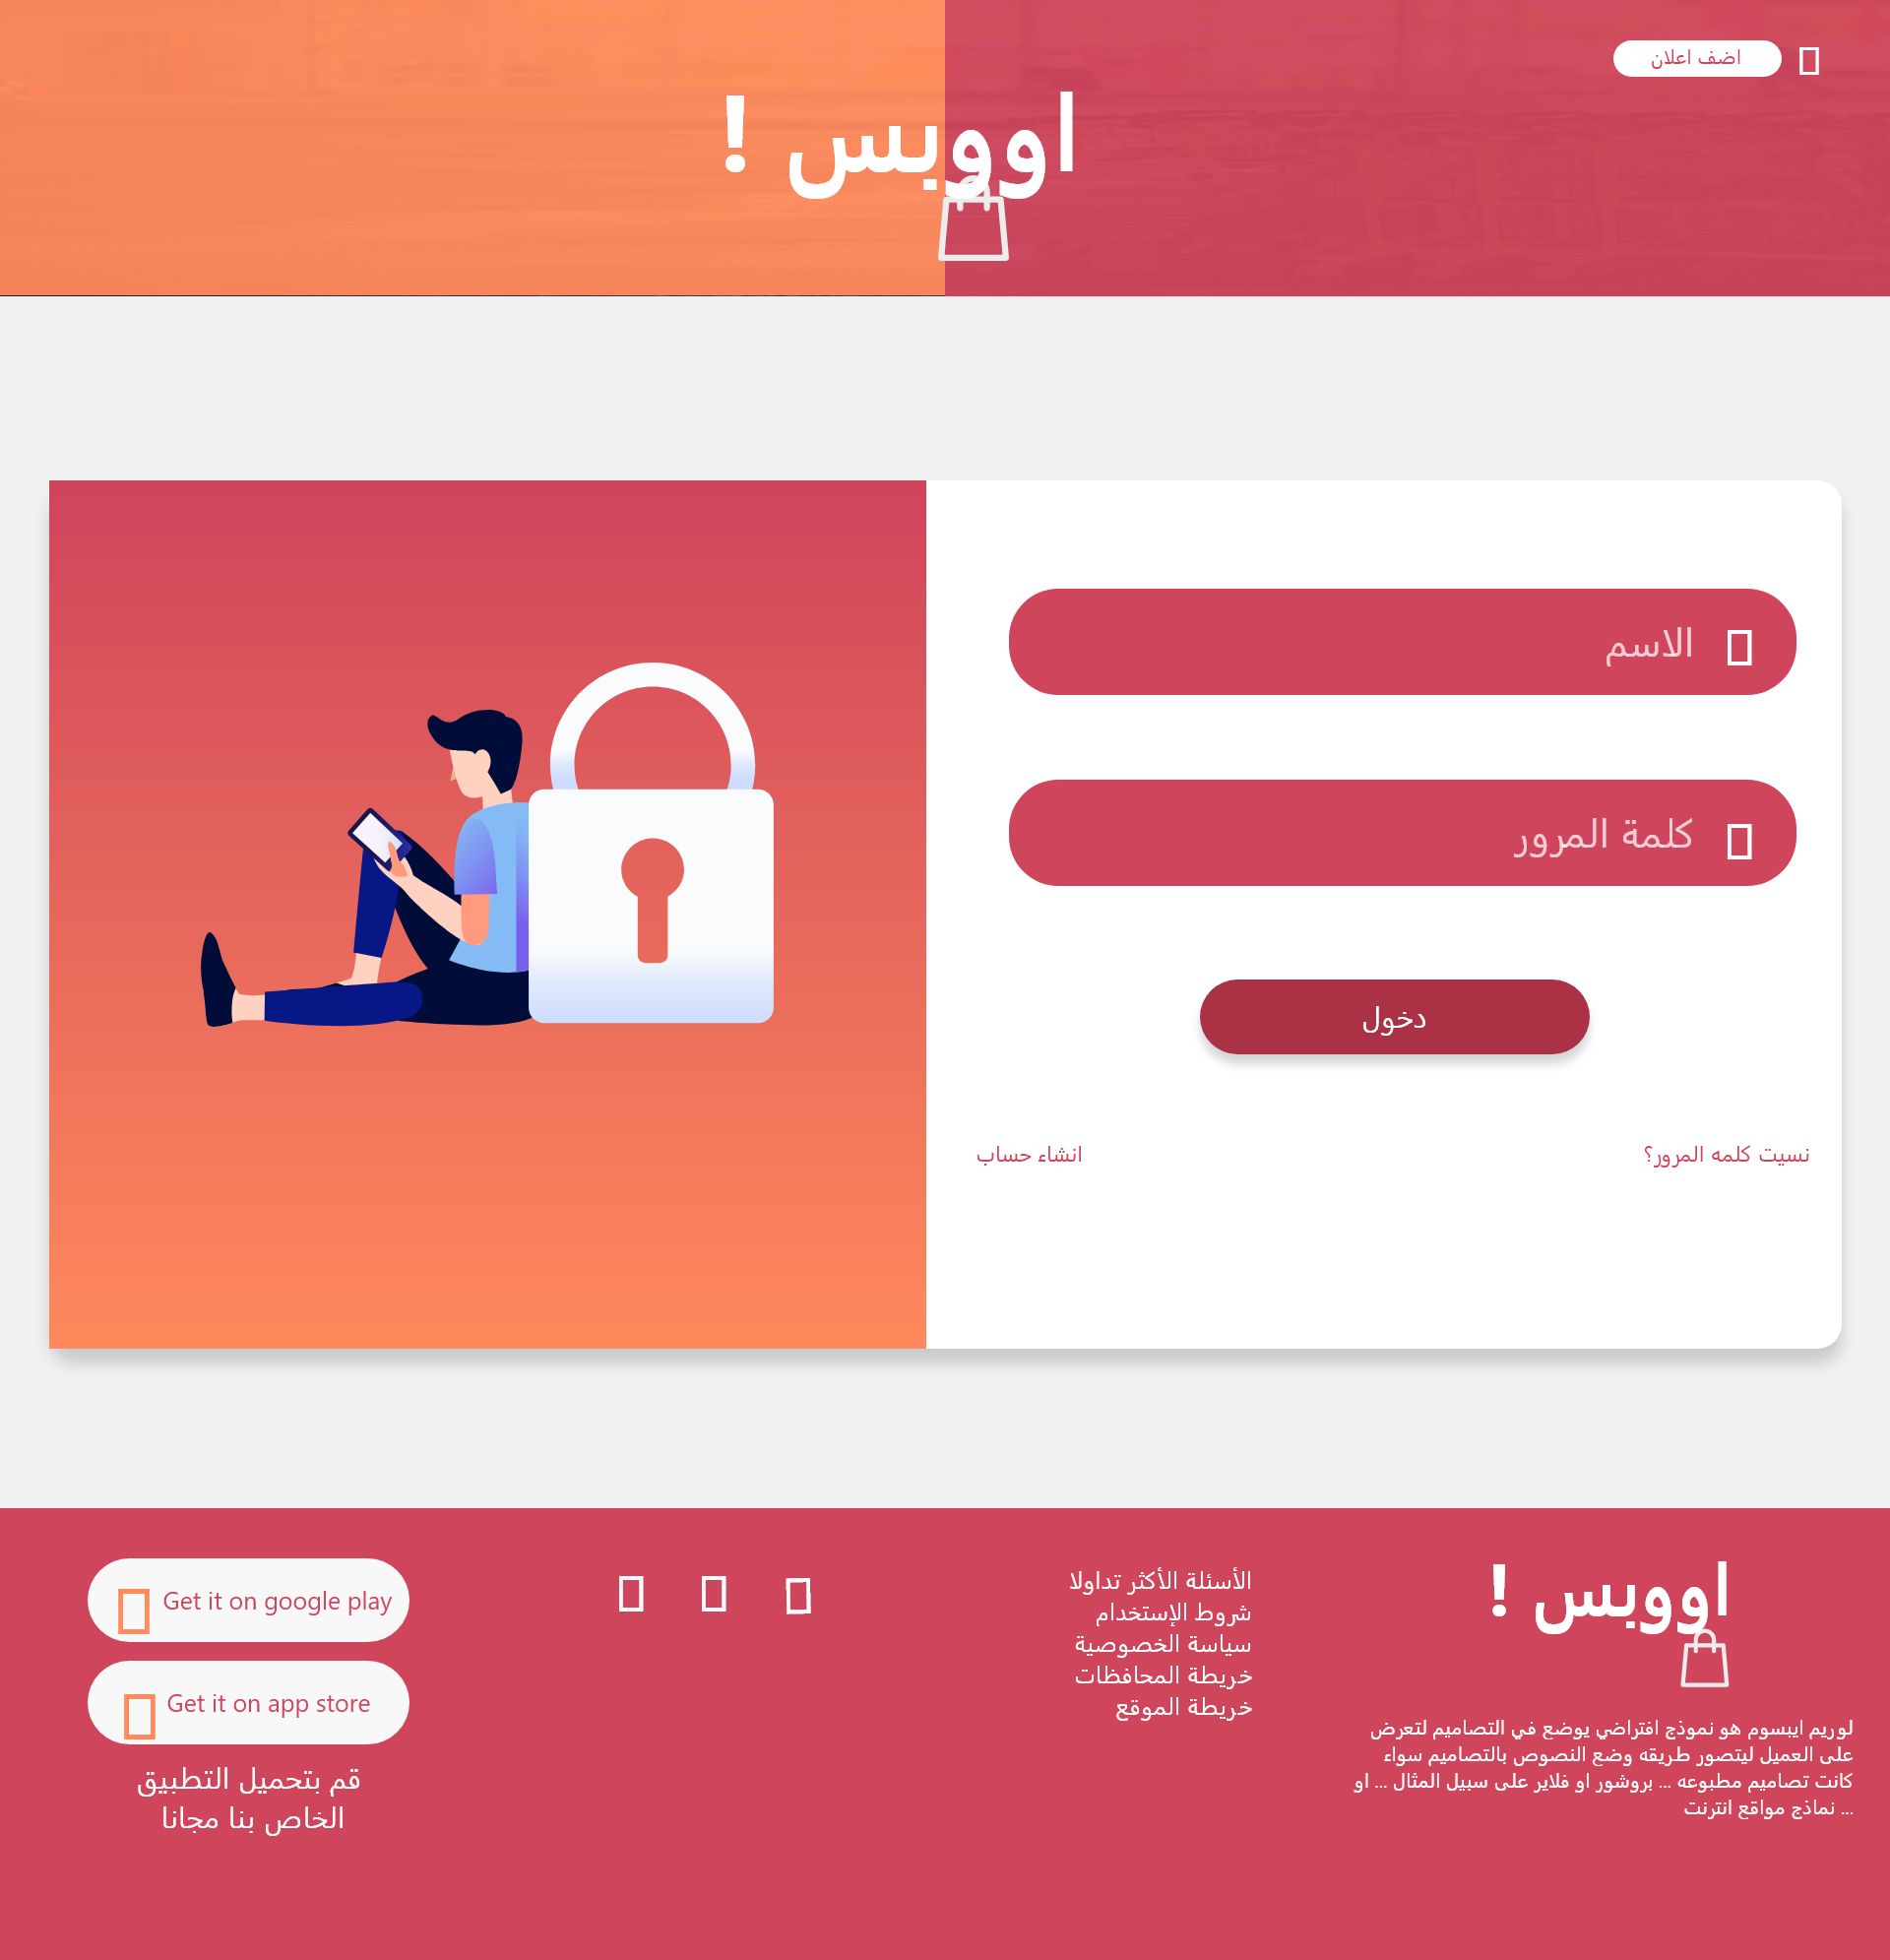 اضف اعلان
اووبس !
الاسم
كلمة المرور
دخول
نسيت كلمه المرور؟
انشاء حساب
اووبس !
لوريم ايبسوم هو نموذج افتراضي يوضع في التصاميم لتعرض
على العميل ليتصور طريقه وضع النصوص بالتصاميم سواء
كانت تصاميم مطبوعه ... بروشور او فلاير على سبيل المثال ... او
... نماذج مواقع انترنت
الأسئلة الأكثر تداولا
شروط الإستخدام
سياسة الخصوصية
خريطة المحافظات
خريطة الموقع
Get it on google play
Get it on app store
قم بتحميل التطبيق
الخاص بنا مجانا